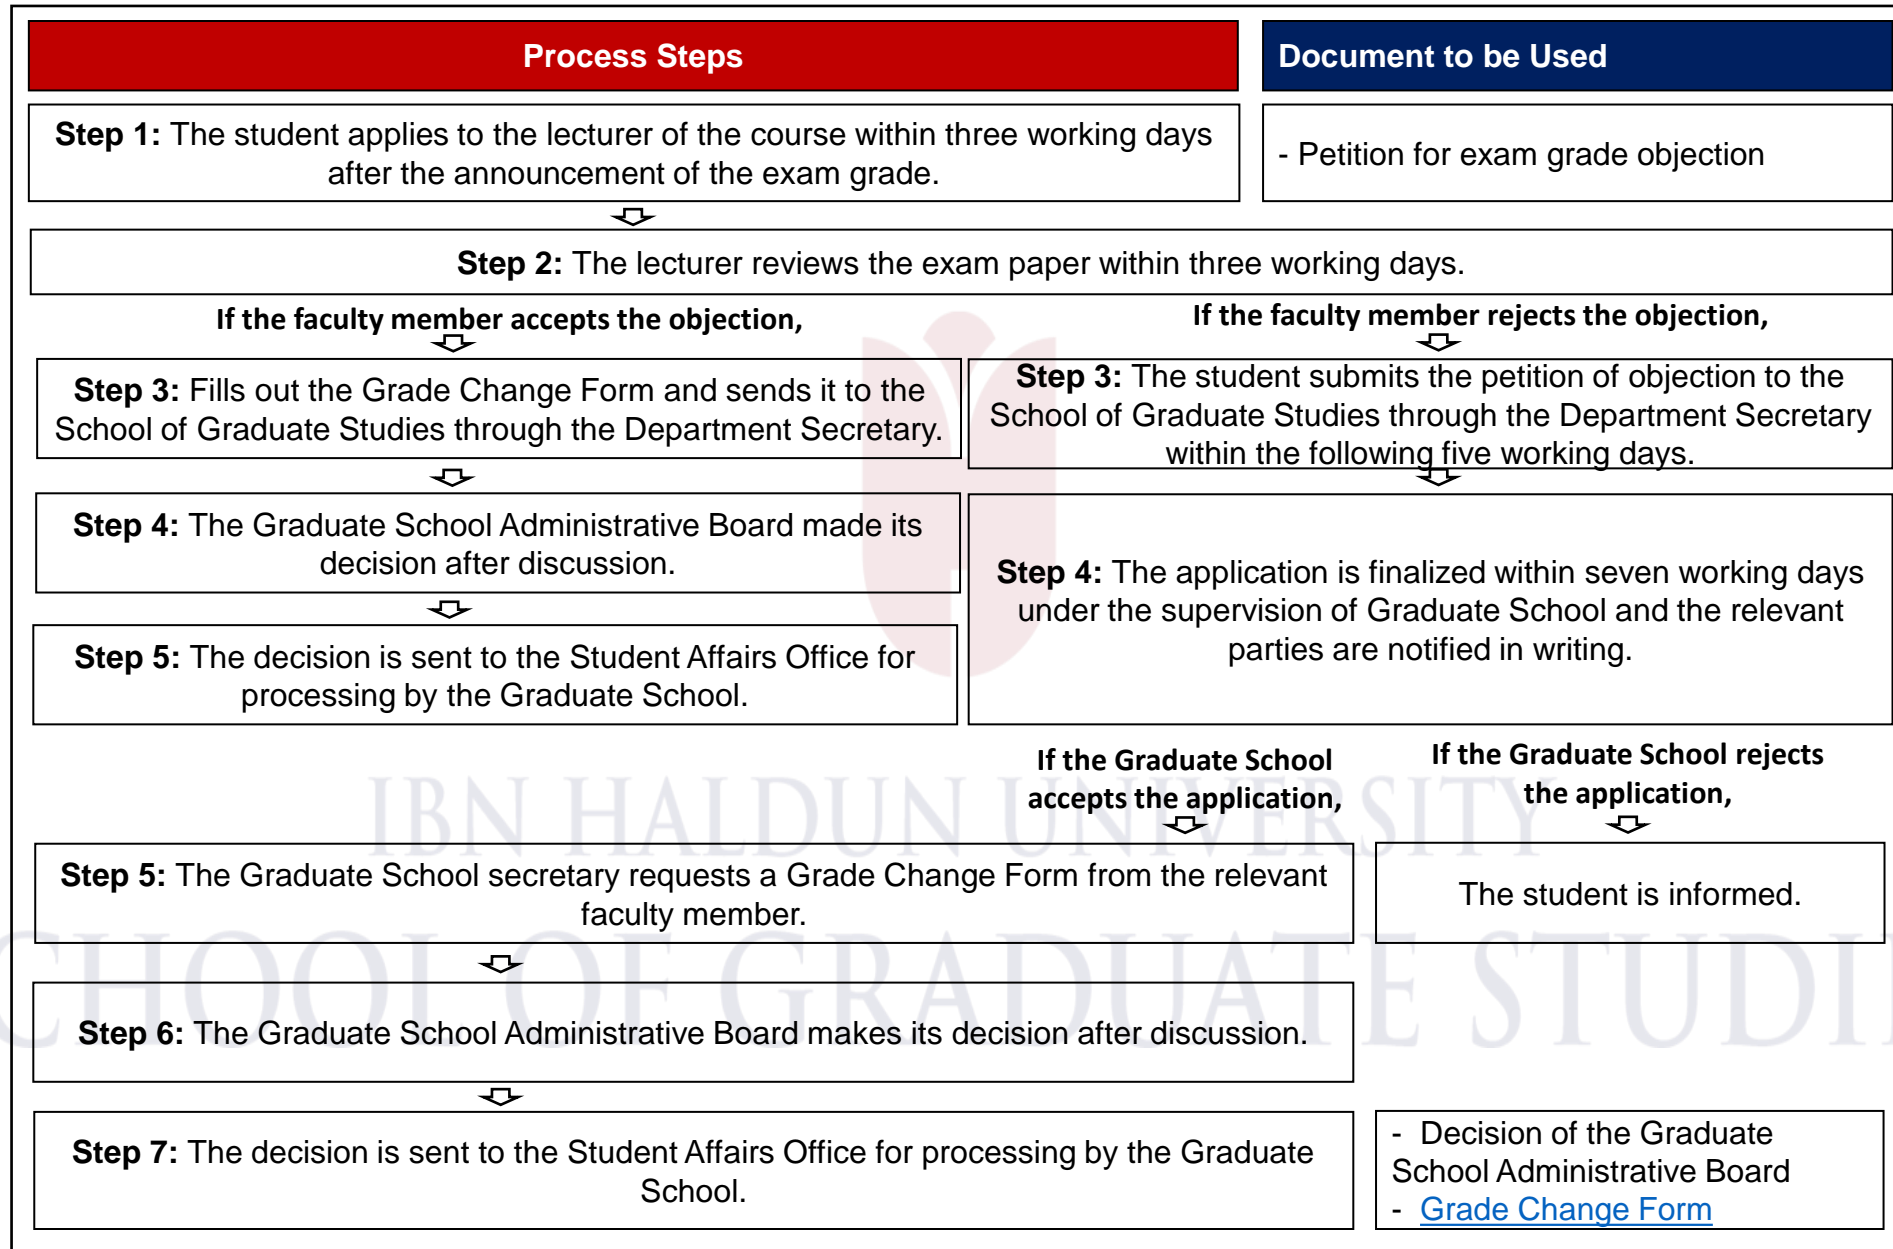 Process Steps
Document to be Used
Step 1: The student applies to the lecturer of the course within three working days
after the announcement of the exam grade.
- Petition for exam grade objection
Step 2: The lecturer reviews the exam paper within three working days.
If the faculty member accepts the objection,
If the faculty member rejects the objection,
Step 3: Fills out the Grade Change Form and sends it to the
School of Graduate Studies through the Department Secretary.
Step 3: The student submits the petition of objection to the
School of Graduate Studies through the Department Secretary
within the following five working days.
Step 4: The Graduate School Administrative Board made its
decision after discussion.
Step 4: The application is finalized within seven working days
under the supervision of Graduate School and the relevant
parties are notified in writing.
Step 5: The decision is sent to the Student Affairs Office for
processing by the Graduate School.
If the Graduate School
accepts the application,
If the Graduate School rejects
the application,
IBN HALDUN UNIVERSITY
Step 5: The Graduate School secretary requests a Grade Change Form from the relevant
faculty member.
The student is informed.
CHOOL OF GRADUATE STUDI
Step 6: The Graduate School Administrative Board makes its decision after discussion.
Step 7: The decision is sent to the Student Affairs Office for processing by the Graduate
School.
- Decision of the Graduate
School Administrative Board
- Grade Change Form